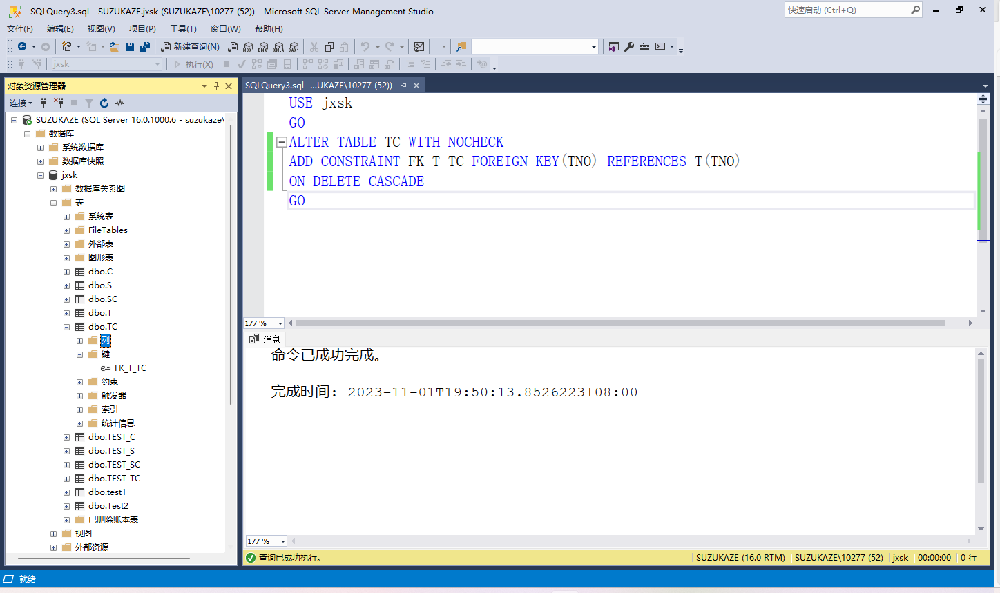 SQLQuery3.sql - SUZUKAZE.jxsk (SUZUKAZE\10277 (52)) - Microsoft SQL Server Management Studio
快速启动 (Ctrl+Q)
文件(F) 编辑(E) 视图(V) 项目(P) 工具(T) 窗口(W) 帮助(H)
新建查询(N) MDX DMX XMLA DAX
jxsk 执行(X)
对象资源管理器
连接
SUZUKAZE (SQL Server 16.0.1000.6 - suzukaze\
数据库
系统数据库
数据库快照
jxsk
数据库关系图
表
系统表
FileTables
外部表
图形表
dbo.C
dbo.S
dbo.SC
dbo.T
dbo.TC
列
键
FK_T_TC
约束
触发器
索引
统计信息
dbo.TEST_C
dbo.TEST_S
dbo.TEST_SC
dbo.TEST_TC
dbo.test1
dbo.Test2
已删除账本表
视图
外部资源
SQLQuery3.sql -...UKAZE\10277 (52))
USE jxsk
GO
ALTER TABLE TC WITH NOCHECK
ADD CONSTRAINT FK_T_TC FOREIGN KEY(TNO) REFERENCES T(TNO)
ON DELETE CASCADE
GO
177 %
消息
命令已成功完成。
完成时间: 2023-11-01T19:50:13.8526223+08:00
177 %
查询已成功执行。 SUZUKAZE (16.0 RTM) SUZUKAZE\10277 (52) jxsk 00:00:00 0 行
就绪